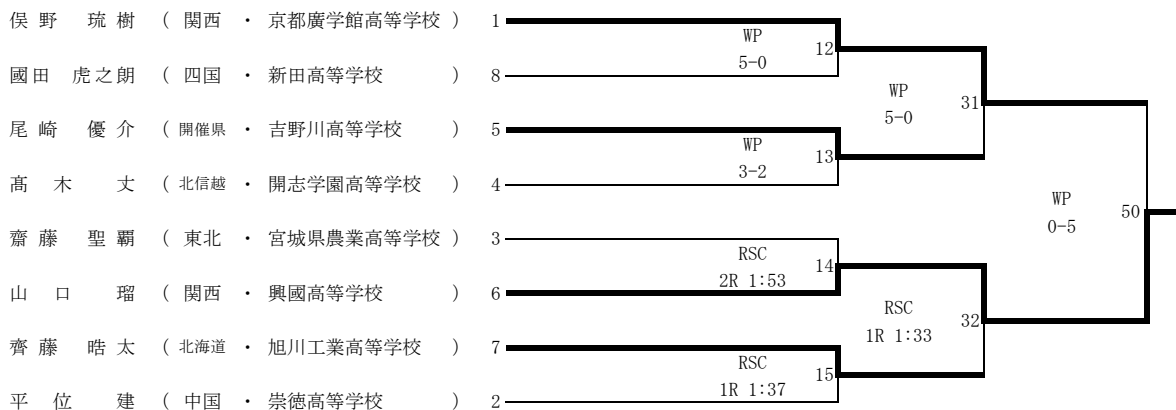 俣野 琉樹 ( 関西 ・ 京都廣学館高等学校 ) 1
WP
5-0
12
國田 虎之朗 ( 四国 ・ 新田高等学校 ) 8
WP
5-0
31
尾崎 優介 ( 開催県 ・ 吉野川高等学校 ) 5
WP
3-2
13
髙木 丈 ( 北信越 ・ 開志学園高等学校 ) 4
WP
0-5
50
齋藤 聖覇 ( 東北 ・ 宮城県農業高等学校 ) 3
RSC
2R 1:53
14
山口 瑠 ( 関西 ・ 興國高等学校 ) 6
RSC
1R 1:33
32
齊藤 晧太 ( 北海道 ・ 旭川工業高等学校 ) 7
RSC
1R 1:37
15
平位 建 ( 中国 ・ 崇徳高等学校 ) 2